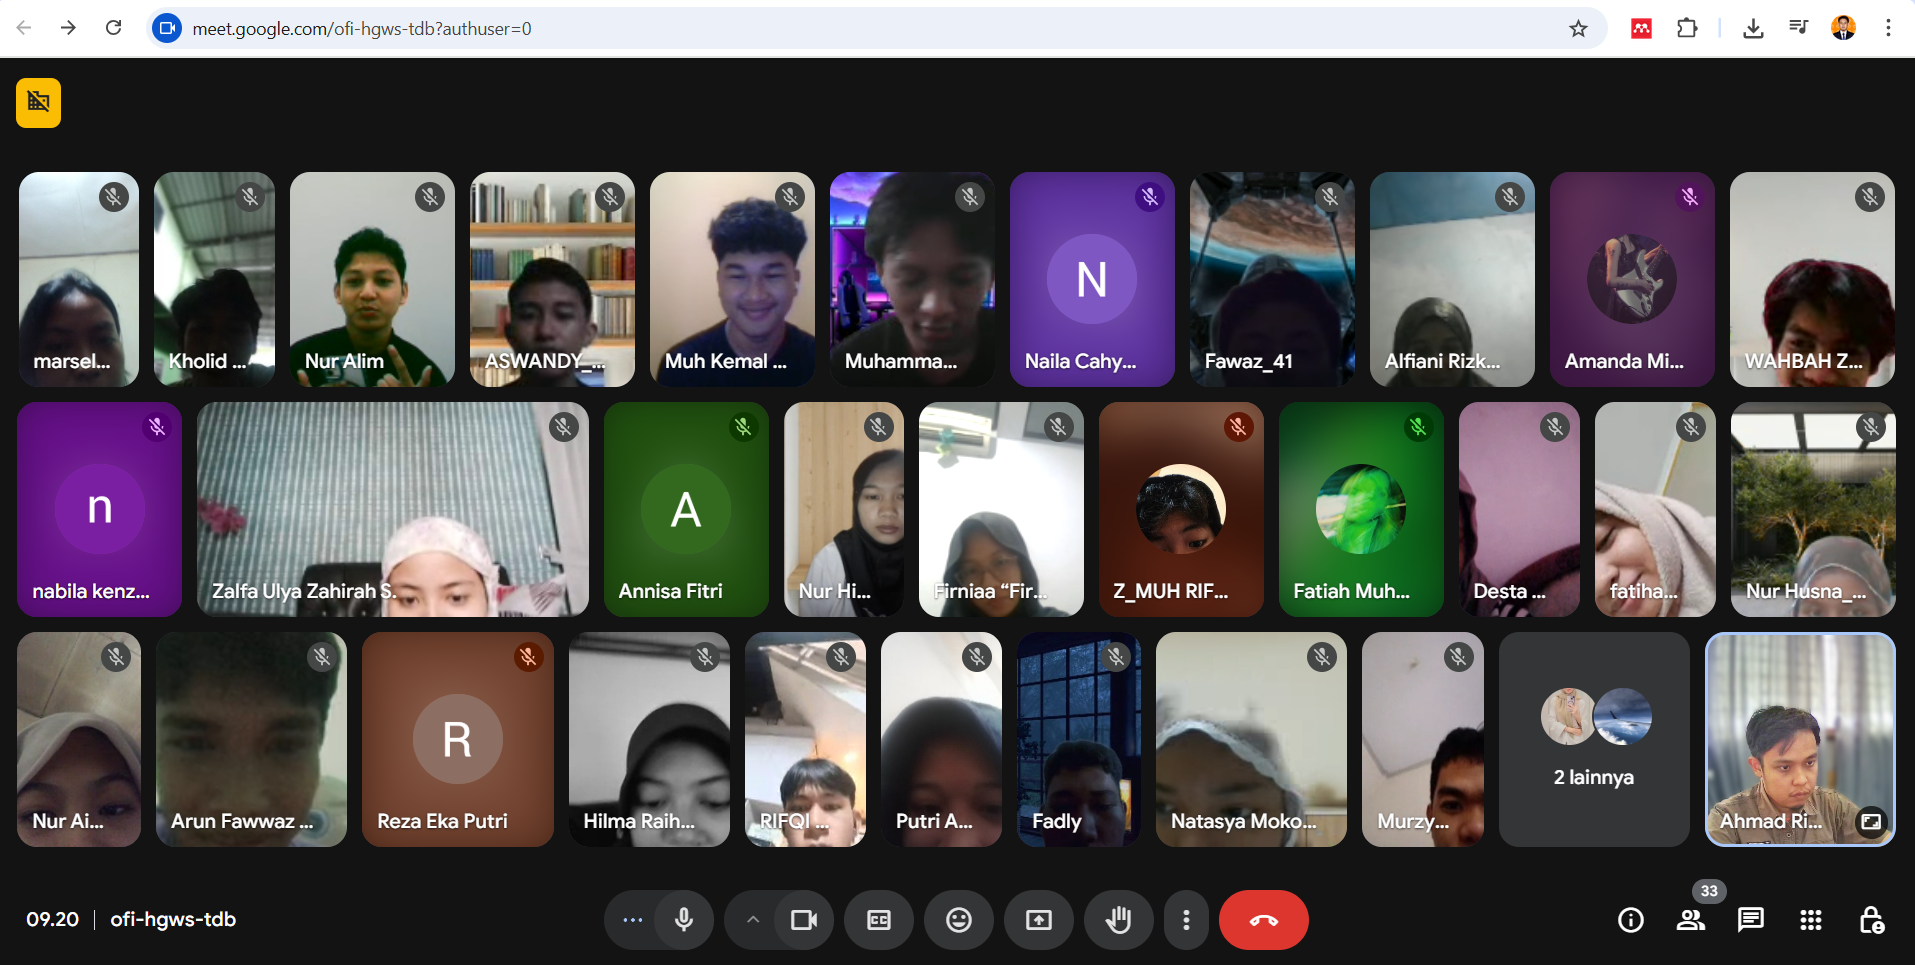 meet.google.com/ofi-hgws-tdb?authuser=0
marsel...
Kholid ...
Nur Alim
ASWANDY_...
Muh Kemal ...
Muhamma...
N
Naila Cahy...
Fawaz_41
Alfiani Rizk...
Amanda Mi...
WAHBAH Z...
n
nabila kenz...
Zalfa Ulya Zahirah S.
A
Annisa Fitri
Nur Hi...
Firniaa “Fir...
Z_MUH RIF...
Fatiah Muh...
Desta ...
fatiha...
Nur Husna_...
Nur Ai...
Arun Fawwaz ...
R
Reza Eka Putri
Hilma Raih...
RIFQI ...
Putri A...
Fadly
Natasya Moko...
Murzy...
2 lainnya
Ahmad Ri...
09.20 | ofi-hgws-tdb
33